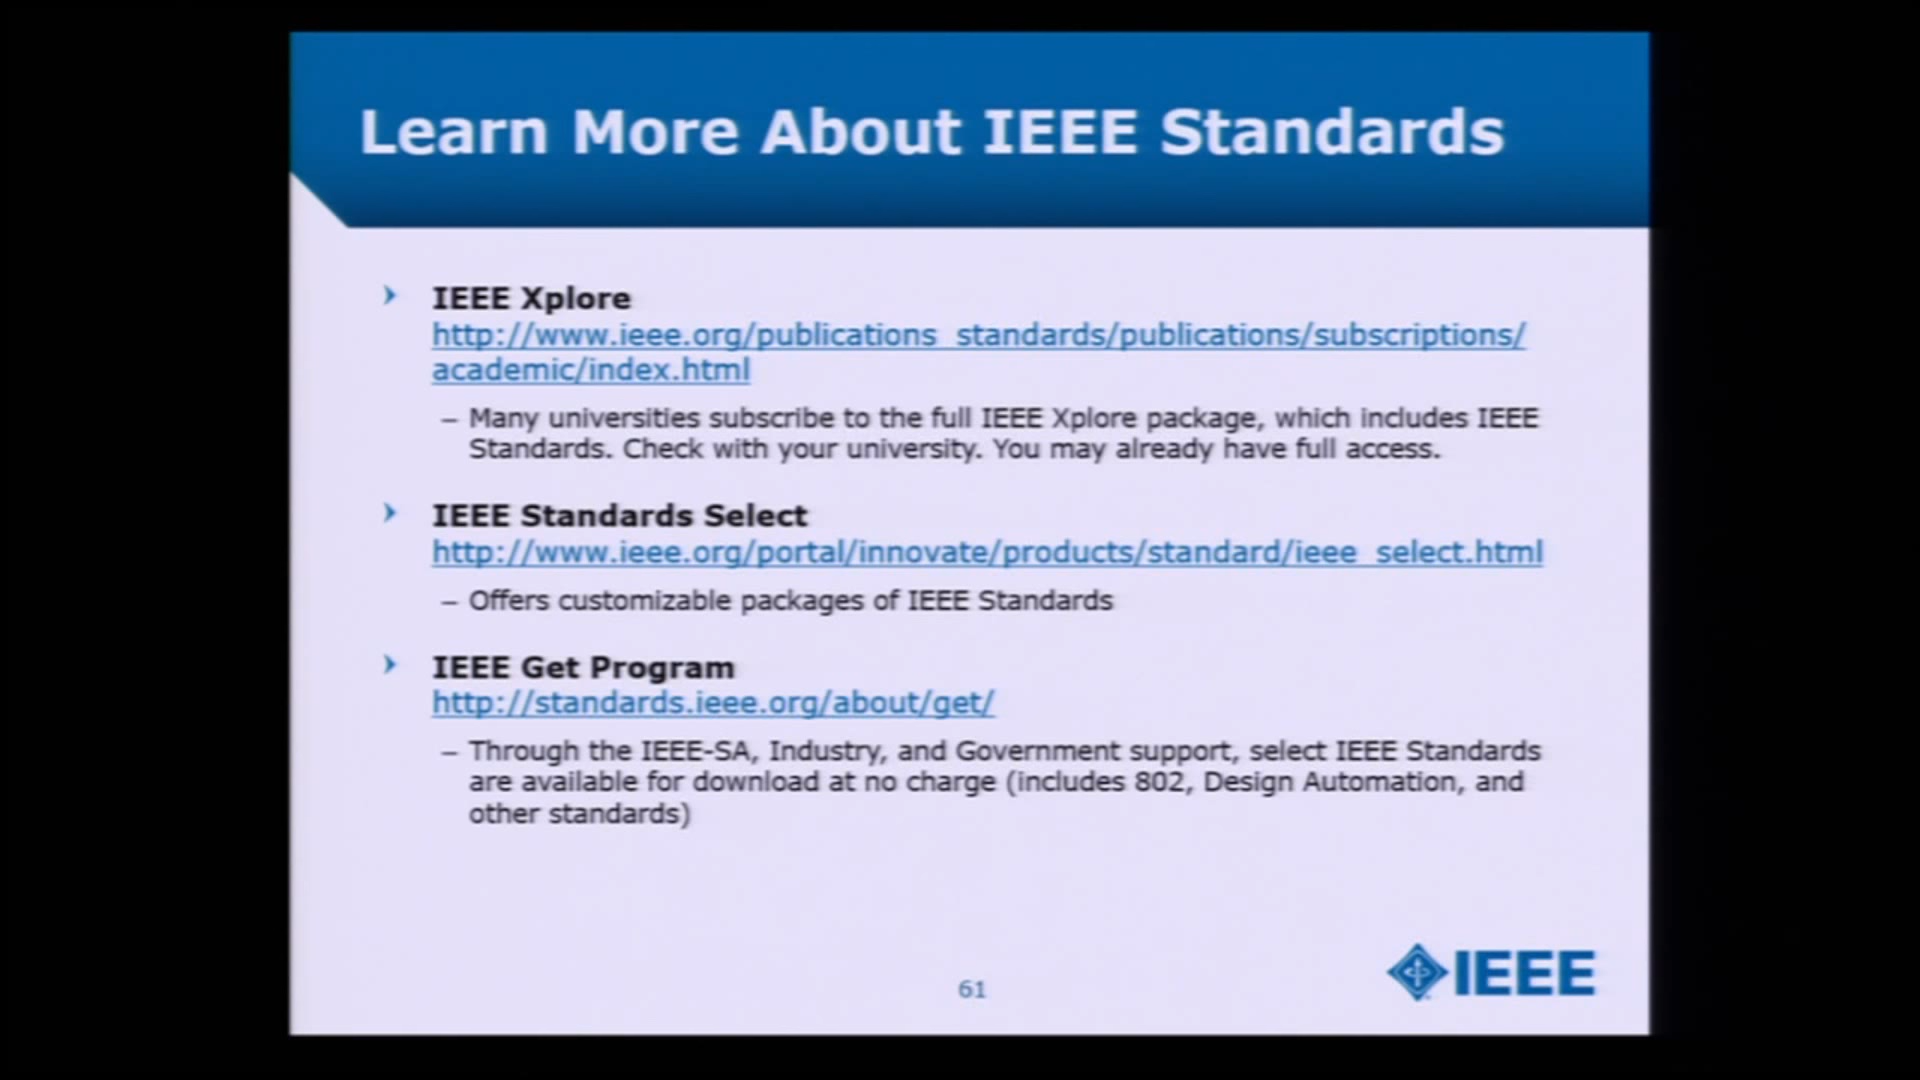 Learn More About IEEE Standards
IEEE Xplore
http://www.ieee.org/publications_standards/publications/subscriptions/
academic/index.html
– Many universities subscribe to the full IEEE Xplore package, which includes IEEE
Standards. Check with your university. You may already have full access.
IEEE Standards Select
http://www.ieee.org/portal/innovate/products/standard/ieee_select.html
– Offers customizable packages of IEEE Standards
IEEE Get Program
http://standards.ieee.org/about/get/
– Through the IEEE-SA, Industry, and Government support, select IEEE Standards
are available for download at no charge (includes 802, Design Automation, and
other standards)
61
IEEE